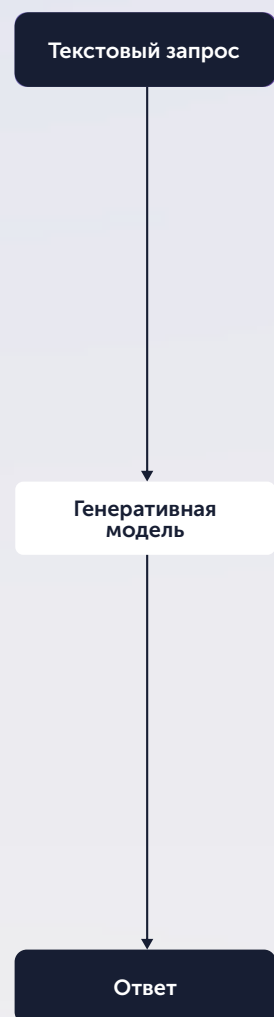 Текстовый запрос
Генеративная
модель
Ответ